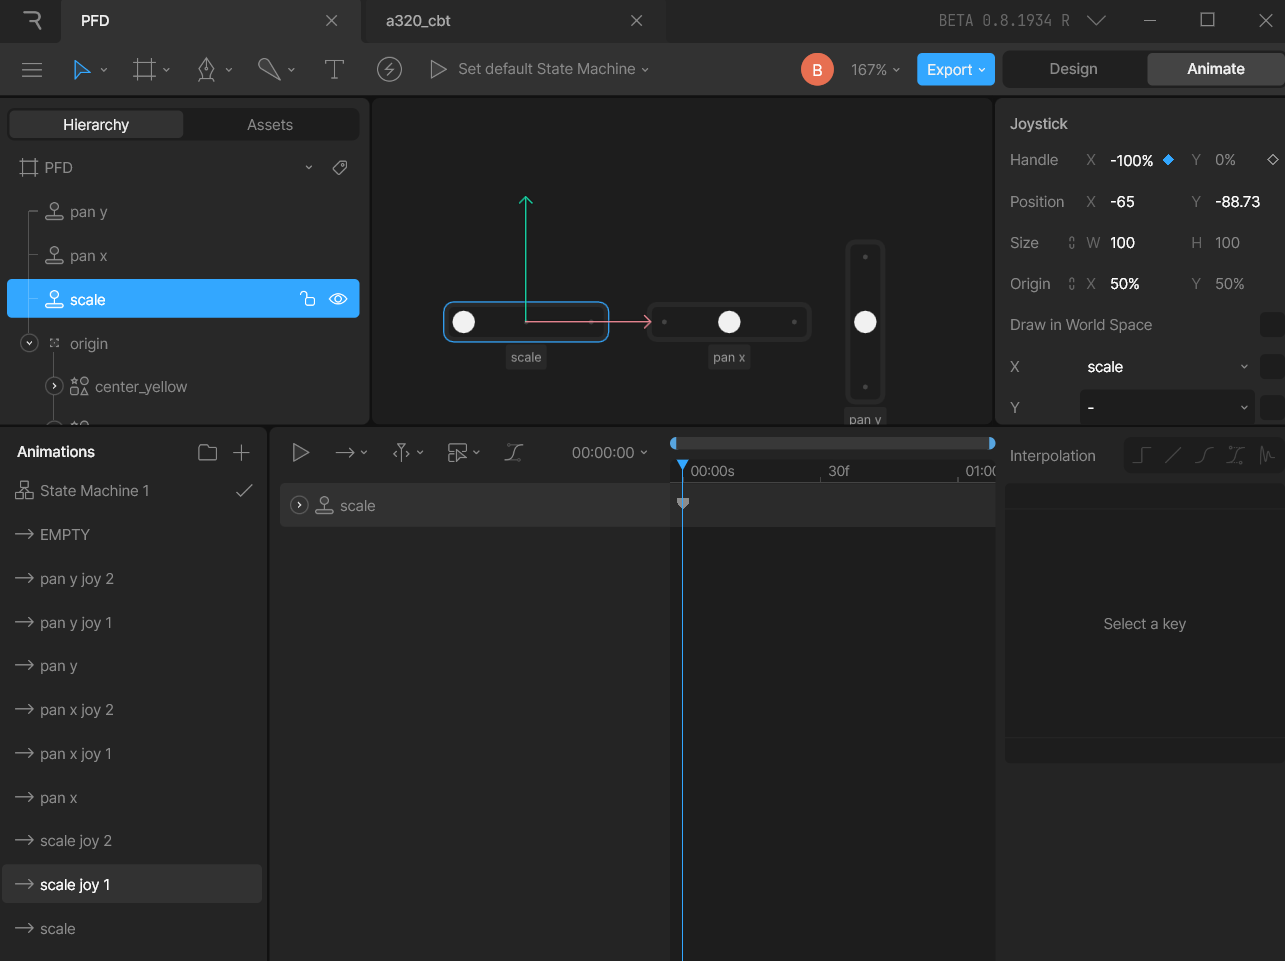 PFD
a320_cbt
BETA 0.8.1934 R
Set default State Machine
B
167%
Export
Design
Animate
Hierarchy
Assets
PFD
pan y
pan x
scale
origin
center_yellow
scale
pan x
pan y
Joystick
Handle X -100% Y 0%
Position X -65 Y -88.73
Size W 100 H 100
Origin X 50% Y 50%
Draw in World Space
X scale
Y -
Animations
State Machine 1
EMPTY
pan y joy 2
pan y joy 1
pan y
pan x joy 2
pan x joy 1
pan x
scale joy 2
scale joy 1
scale
00:00:00
00:00s 30f 01:00
scale
Interpolation
Select a key